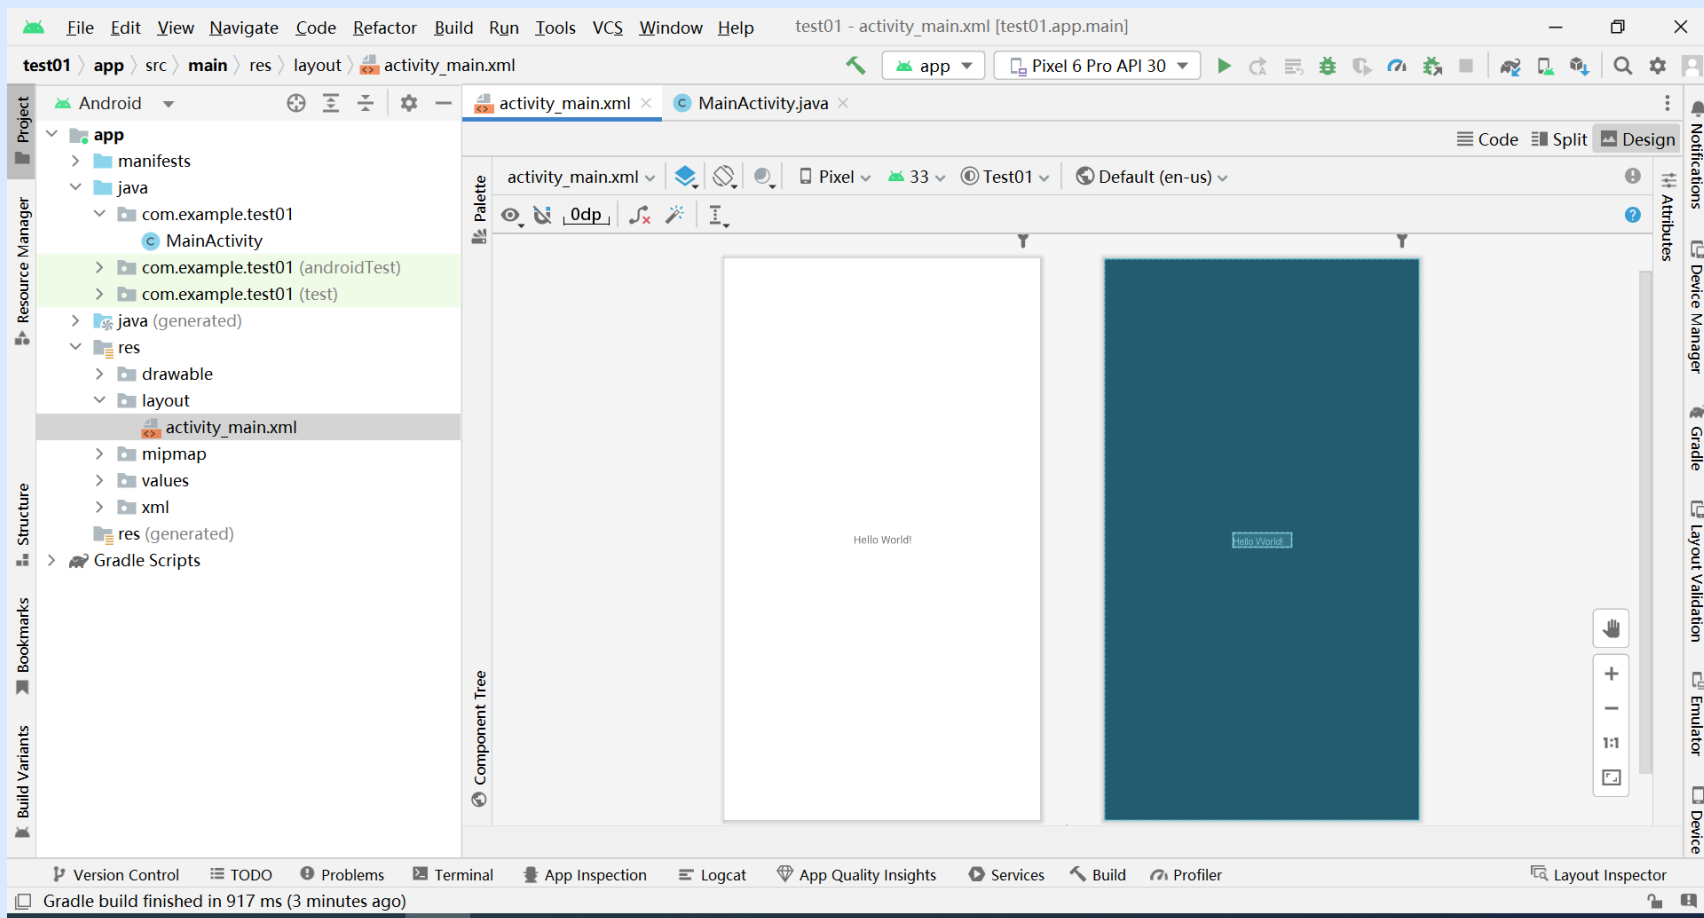 File Edit View Navigate Code Refactor Build Run Tools VCS Window Help test01 - activity_main.xml [test01.app.main]
test01 app src main res layout activity_main.xml app Pixel 6 Pro API 30
Android
activity_main.xml MainActivity.java
Code Split Design
activity_main.xml Pixel 33 Test01 Default (en-us)
0dp
app
manifests
java
com.example.test01
MainActivity
com.example.test01 (androidTest)
com.example.test01 (test)
java (generated)
res
drawable
layout
activity_main.xml
mipmap
values
xml
res (generated)
Gradle Scripts
Project
Resource Manager
Structure
Bookmarks
Build Variants
Palette
Component Tree
Hello World!
Hello World!
1:1
Attributes
Notifications
Device Manager
Gradle
Layout Validation
Emulator
Device
Version Control TODO Problems Terminal App Inspection Logcat App Quality Insights Services Build Profiler Layout Inspector
Gradle build finished in 917 ms (3 minutes ago)